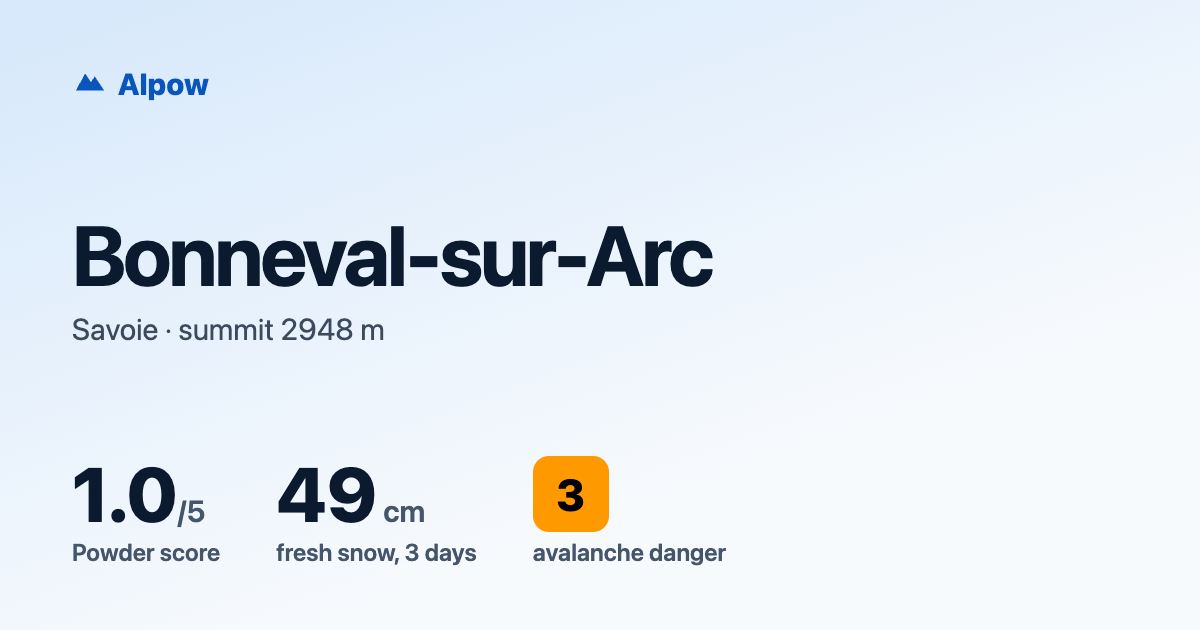 Alpow
Bonneval-sur-Arc
Savoie · summit 2948 m
1.0/5
Powder score
49 cm
fresh snow, 3 days
3
avalanche danger